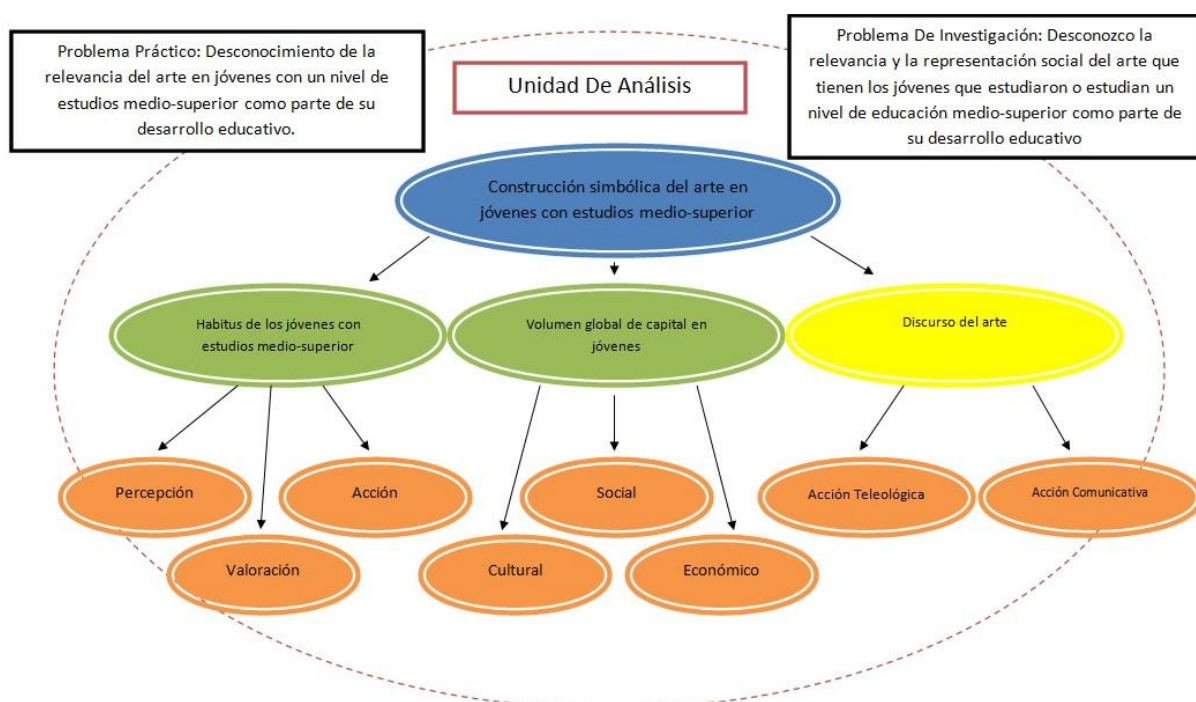 Problema Práctico: Desconocimiento de la
relevancia del arte en jóvenes con un nivel de
estudios medio-superior como parte de su
desarrollo educativo.
Unidad De Análisis
Problema De Investigación: Desconozco la
relevancia y la representación social del arte que
tienen los jóvenes que estudiaron o estudian un
nivel de educación medio-superior como parte de
su desarrollo educativo
Construcción simbólica del arte en
jóvenes con estudios medio-superior
Habitus de los jóvenes con
estudios medio-superior
Volumen global de capital en
jóvenes
Discurso del arte
Percepción
Acción
Social
Acción Teleológica
Acción Comunicativa
Valoración
Cultural
Económico